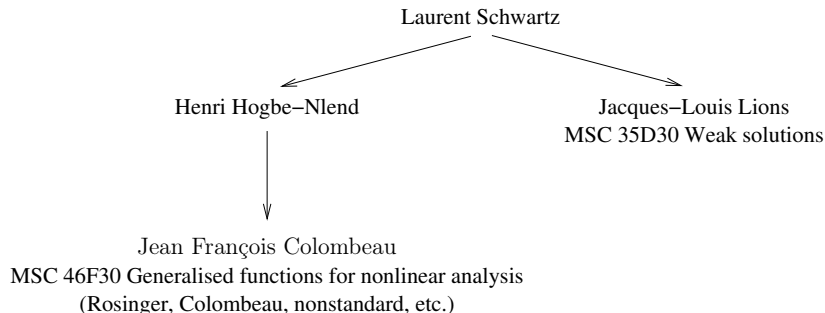 Laurent Schwartz
Henri Hogbe−Nlend
Jacques−Louis Lions
MSC 35D30 Weak solutions
Jean François Colombeau
MSC 46F30 Generalised functions for nonlinear analysis
(Rosinger, Colombeau, nonstandard, etc.)